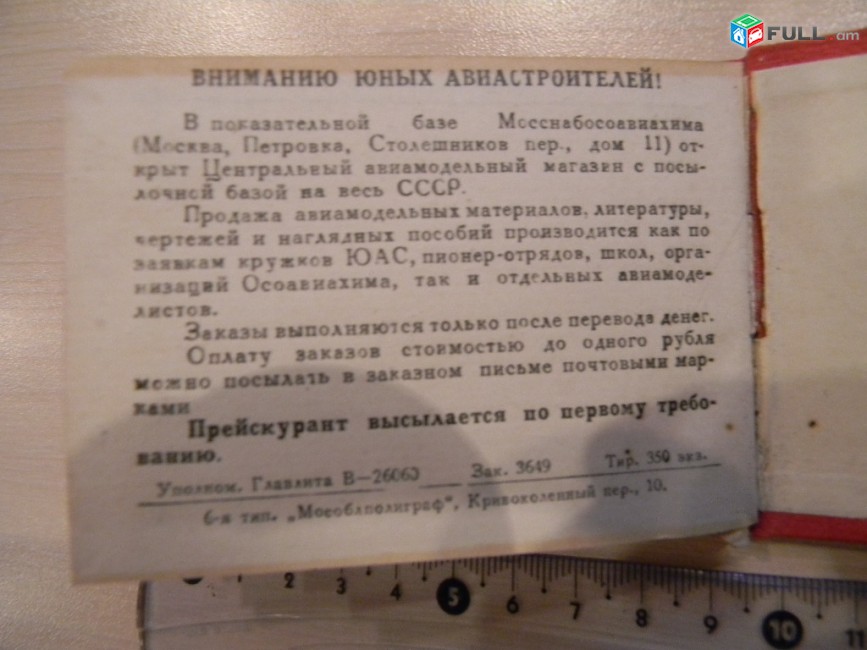 FULL.am
ВНИМАНИЮ ЮНЫХ АВИАСТРОИТЕЛЕЙ!
В показательной базе Мосснабосоавиахима
(Москва, Петровка, Столешников пер., дом 11) от-
крыт Центральный авиамодельный магазин с посы-
лочной базой на весь СССР.
Продажа авиамодельных материалов, литературы,
чертежей и наглядных пособий производится как по
заявкам кружков ЮАС, пионер-отрядов, школ, орга-
низаций Осоавиахима, так и отдельных авиамоде-
листов.
Заказы выполняются только после перевода денег.
Оплату заказов стоимостью до одного рубля
можно посылать в заказном письме почтовыми мар-
ками
Прейскурант высылается по первому требо-
ванию.
Уполком. Главлита В—26060 Зак. 3649 Тир. 350 экз.
6-я тип. „Мособлполиграф“, Кривоколенный пер., 10.
1 2 3 4 5 6 7 8 9 10 11